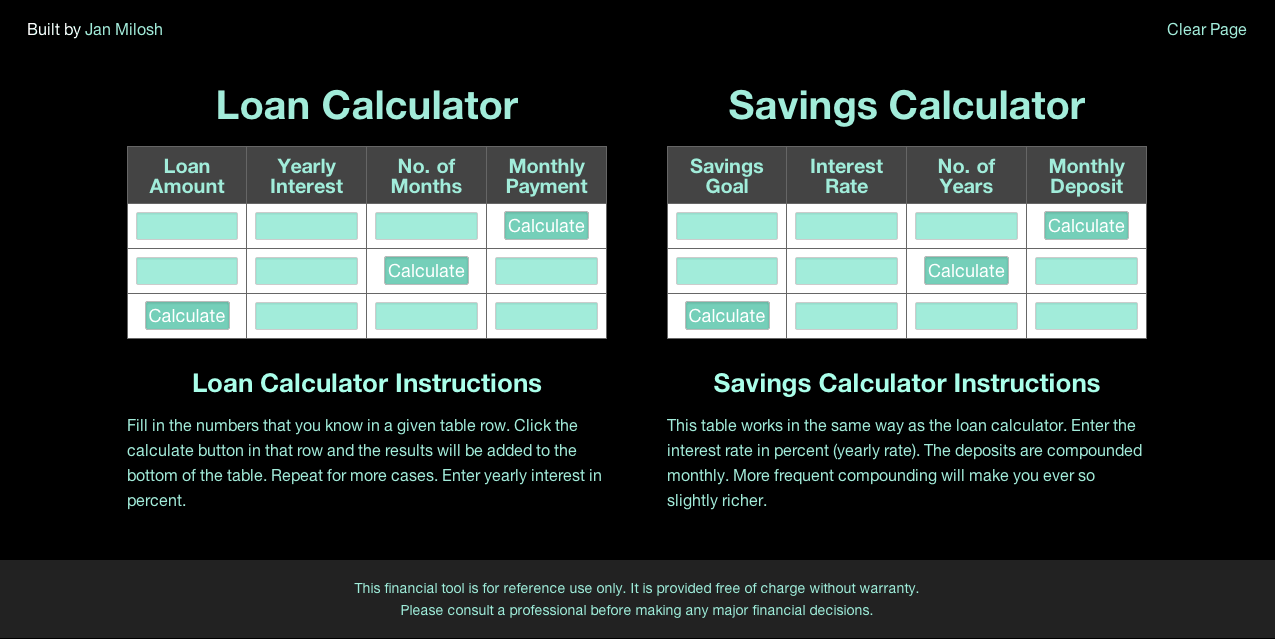 Built by Jan Milosh
Clear Page
Loan Calculator
Loan Amount
Yearly Interest
No. of Months
Monthly Payment
Calculate
Calculate
Calculate
Loan Calculator Instructions
Fill in the numbers that you know in a given table row. Click the
calculate button in that row and the results will be added to the
bottom of the table. Repeat for more cases. Enter yearly interest in
percent.
Savings Calculator
Savings Goal
Interest Rate
No. of Years
Monthly Deposit
Calculate
Calculate
Calculate
Savings Calculator Instructions
This table works in the same way as the loan calculator. Enter the
interest rate in percent (yearly rate). The deposits are compounded
monthly. More frequent compounding will make you ever so
slightly richer.
This financial tool is for reference use only. It is provided free of charge without warranty.
Please consult a professional before making any major financial decisions.